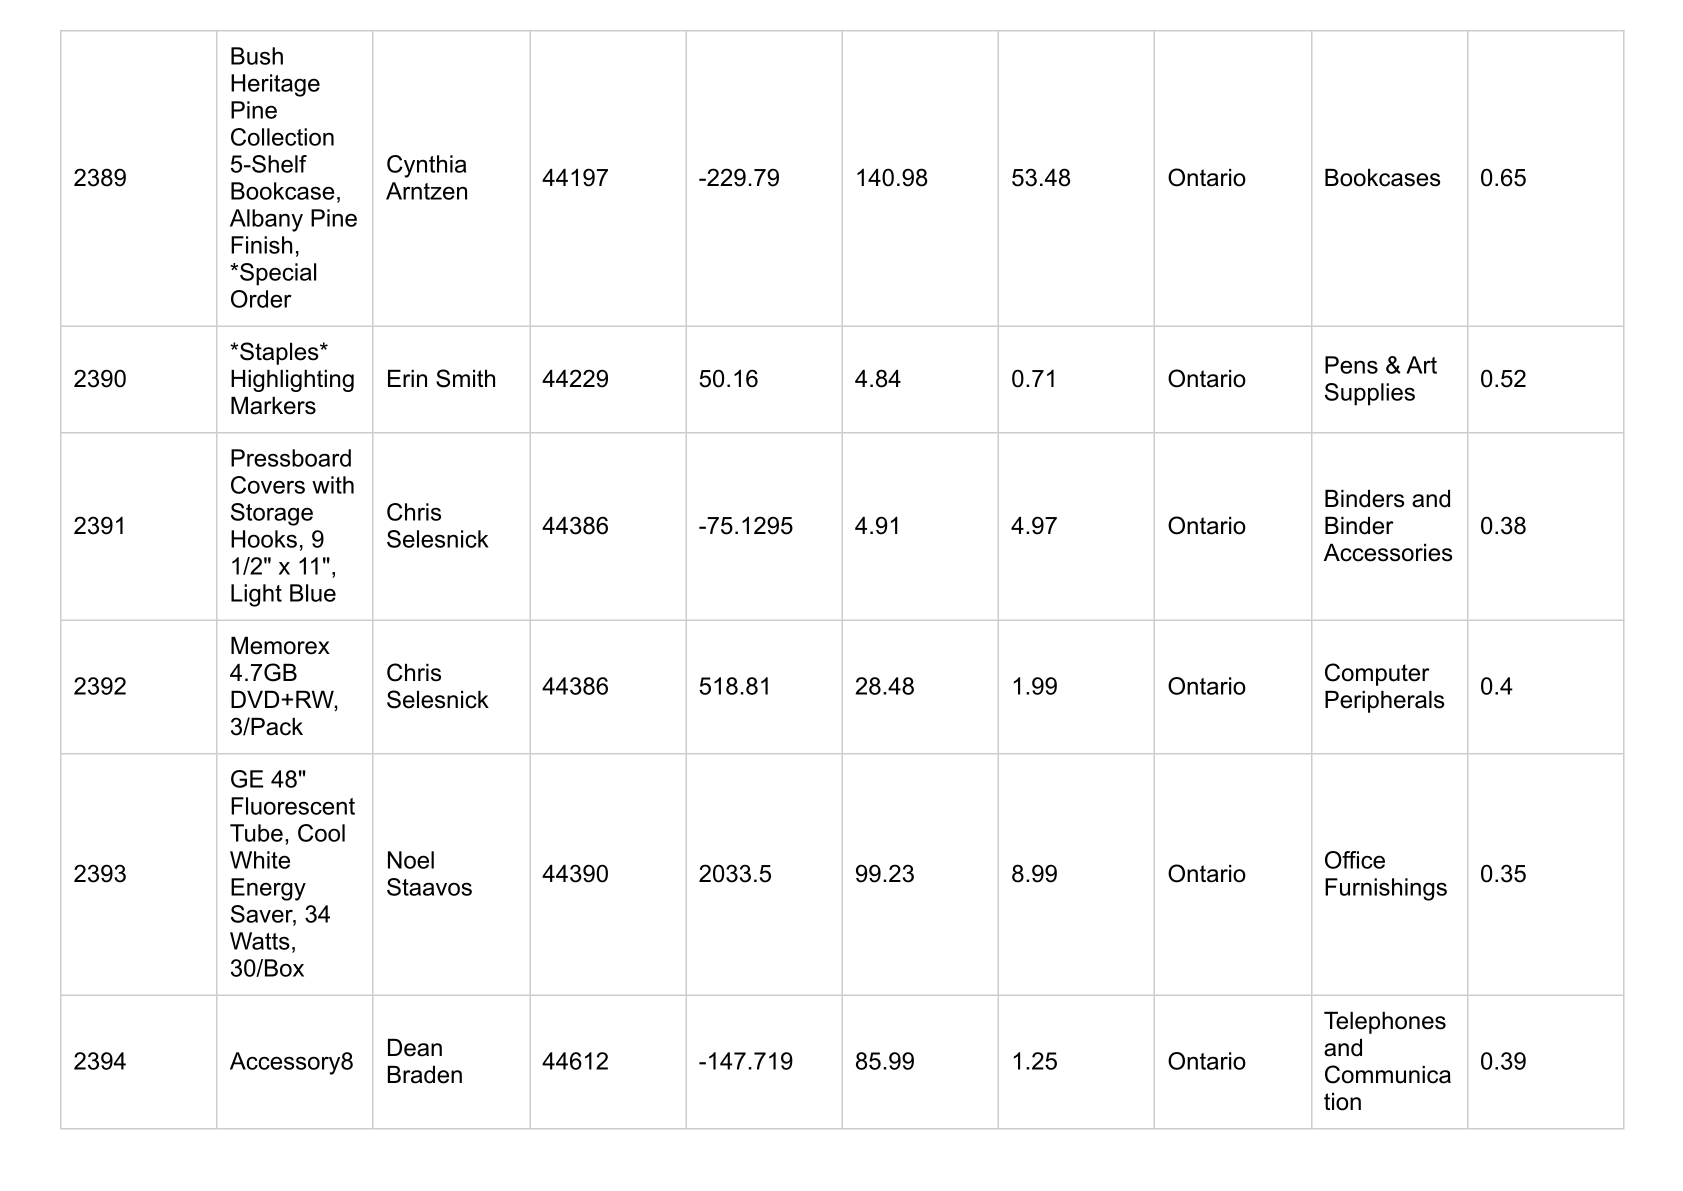 2389
Bush
Heritage
Pine
Collection
5-Shelf
Bookcase,
Albany Pine
Finish,
*Special
Order
Cynthia
Arntzen
44197
-229.79
140.98
53.48
Ontario
Bookcases
0.65
2390
*Staples*
Highlighting
Markers
Erin Smith
44229
50.16
4.84
0.71
Ontario
Pens & Art
Supplies
0.52
2391
Pressboard
Covers with
Storage
Hooks, 9
1/2" x 11",
Light Blue
Chris
Selesnick
44386
-75.1295
4.91
4.97
Ontario
Binders and
Binder
Accessories
0.38
2392
Memorex
4.7GB
DVD+RW,
3/Pack
Chris
Selesnick
44386
518.81
28.48
1.99
Ontario
Computer
Peripherals
0.4
2393
GE 48"
Fluorescent
Tube, Cool
White
Energy
Saver, 34
Watts,
30/Box
Noel
Staavos
44390
2033.5
99.23
8.99
Ontario
Office
Furnishings
0.35
2394
Accessory8
Dean
Braden
44612
-147.719
85.99
1.25
Ontario
Telephones
and
Communica
tion
0.39